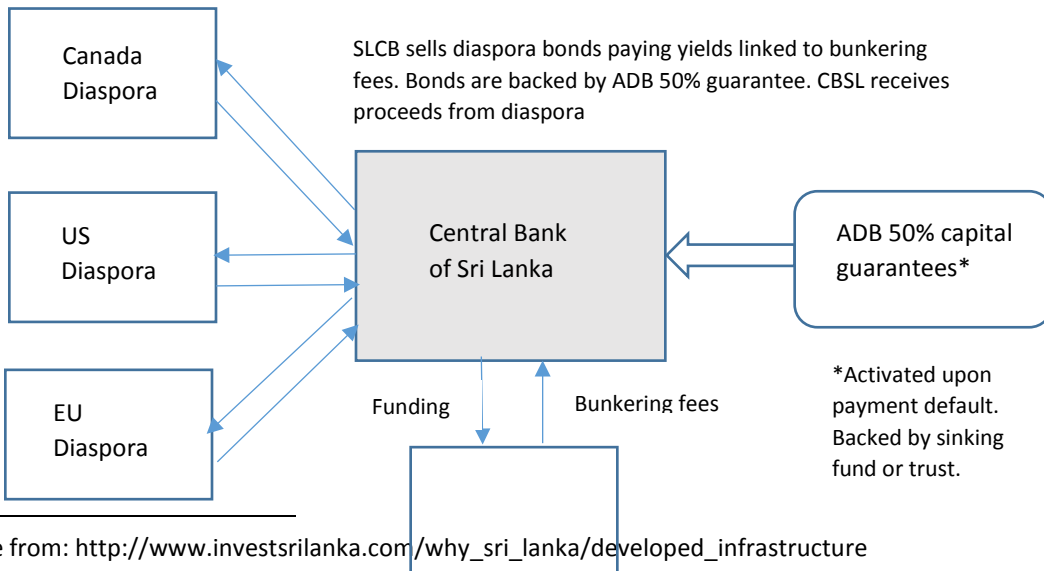 Canada
Diaspora
SLCB sells diaspora bonds paying yields linked to bunkering
fees. Bonds are backed by ADB 50% guarantee. CBSL receives
proceeds from diaspora
US
Diaspora
Central Bank
of Sri Lanka
ADB 50% capital
guarantees*
EU
Diaspora
Funding
Bunkering fees
*Activated upon
payment default.
Backed by sinking
fund or trust.
e from: http://www.investsrilanka.com/why_sri_lanka/developed_infrastructure